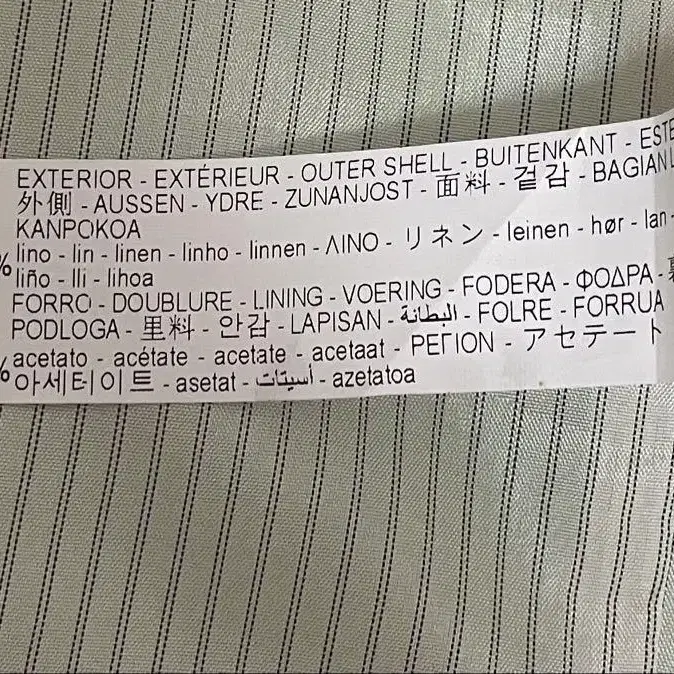 EXTERIOR - EXTÉRIEUR - OUTER SHELL - BUITENKANT -
外側 - AUSSEN - YDRE - ZUNANJOST - 面料 - 겉감 - BAGIAN
KANPOKOA
% lino - lin - linen - linho - linnen - ΛINO - リネン - leinen - hør - lan -
liño - lli - lihoa
FORRO - DOUBLURE - LINING - VOERING - FODERA - ΦΟΔΡΑ -
PODLOGA - 里料 - 안감 - LAPISAN - البطانة - FOLRE - FORRUA
% acetato - acétate - acetate - acetaat - ΡΕΓΙΟΝ - アセテート
아세테이트 - asetat - أسيتات - azetatoa